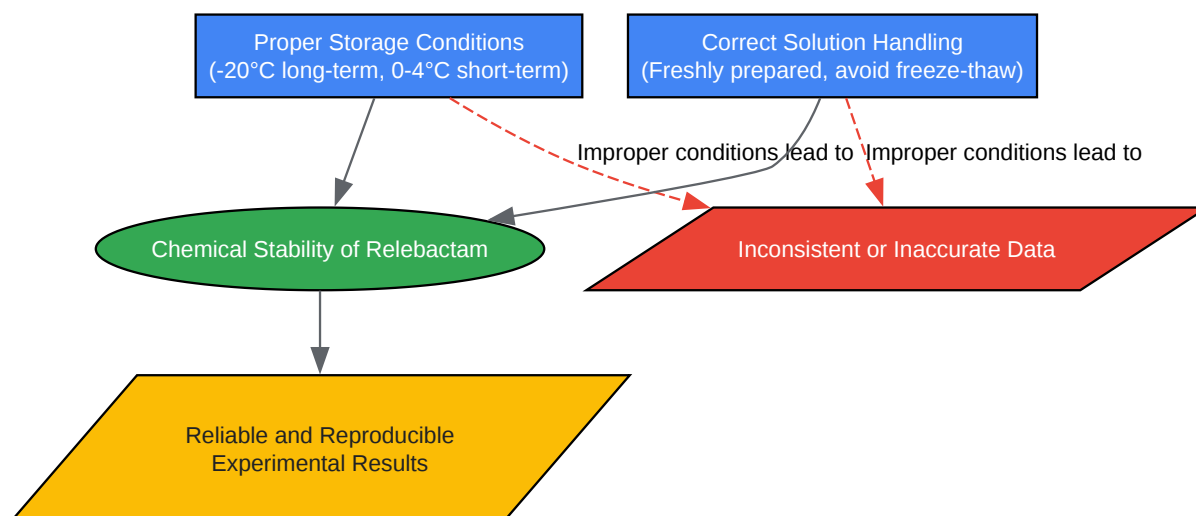 Proper Storage Conditions
(-20°C long-term, 0-4°C short-term)
Correct Solution Handling
(Freshly prepared, avoid freeze-thaw)
Improper conditions lead to
Improper conditions lead to
Chemical Stability of Relebactam
Inconsistent or Inaccurate Data
Reliable and Reproducible
Experimental Results